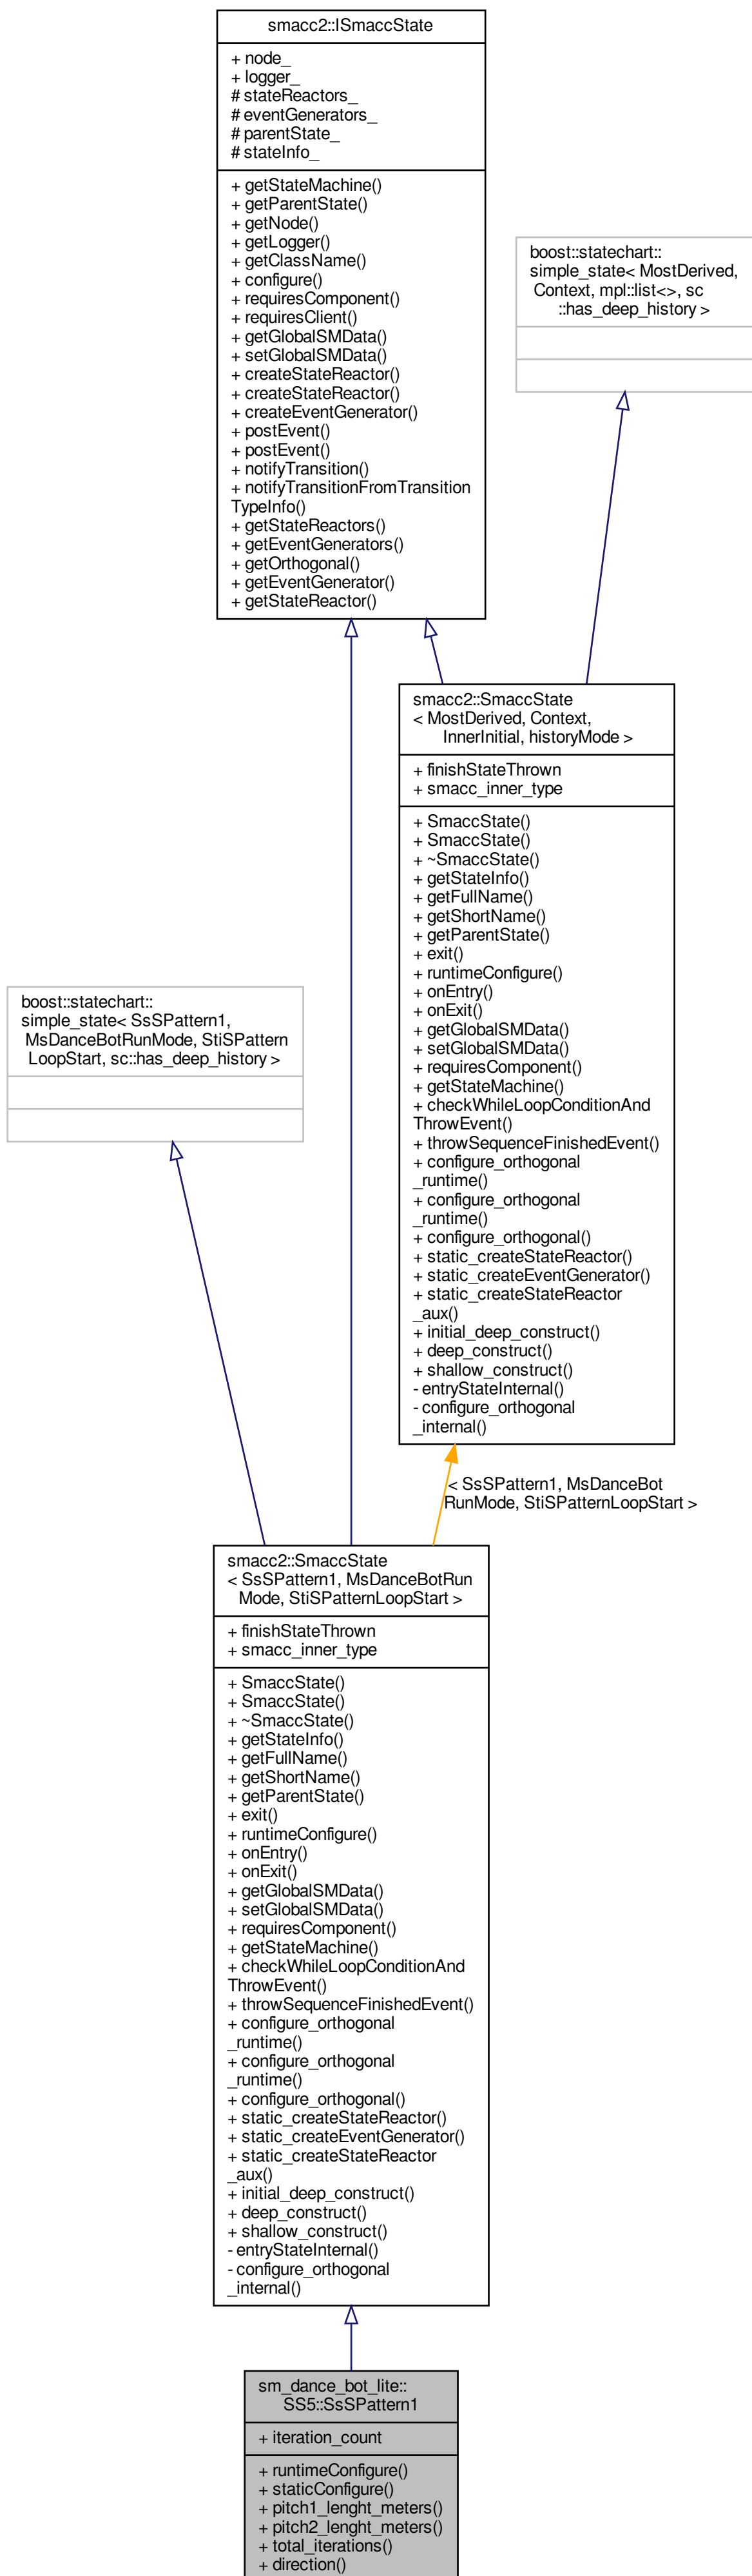 smacc2::ISmaccState
+ node_
+ logger_
# stateReactors_
# eventGenerators_
# parentState_
# stateInfo_
+ getStateMachine()
+ getParentState()
+ getNode()
+ getLogger()
+ getClassName()
+ configure()
+ requiresComponent()
+ requiresClient()
+ getGlobalSMData()
+ setGlobalSMData()
+ createStateReactor()
+ createStateReactor()
+ createEventGenerator()
+ postEvent()
+ postEvent()
+ notifyTransition()
+ notifyTransitionFromTransition
TypeInfo()
+ getStateReactors()
+ getEventGenerators()
+ getOrthogonal()
+ getEventGenerator()
+ getStateReactor()
boost::statechart::
simple_state< MostDerived,
Context, mpl::list<>, sc
::has_deep_history >
smacc2::SmaccState
< MostDerived, Context,
InnerInitial, historyMode >
+ finishStateThrown
+ smacc_inner_type
+ SmaccState()
+ SmaccState()
+ ~SmaccState()
+ getStateInfo()
+ getFullName()
+ getShortName()
+ getParentState()
+ exit()
+ runtimeConfigure()
+ onEntry()
+ onExit()
+ getGlobalSMData()
+ setGlobalSMData()
+ requiresComponent()
+ getStateMachine()
+ checkWhileLoopConditionAnd
ThrowEvent()
+ throwSequenceFinishedEvent()
+ configure_orthogonal
_runtime()
+ configure_orthogonal
_runtime()
+ configure_orthogonal()
+ static_createStateReactor()
+ static_createEventGenerator()
+ static_createStateReactor
_aux()
+ initial_deep_construct()
+ deep_construct()
+ shallow_construct()
- entryStateInternal()
- configure_orthogonal
_internal()
boost::statechart::
simple_state< SsSPattern1,
MsDanceBotRunMode, StiSPattern
LoopStart, sc::has_deep_history >
< SsSPattern1, MsDanceBot
RunMode, StiSPatternLoopStart >
smacc2::SmaccState
< SsSPattern1, MsDanceBotRun
Mode, StiSPatternLoopStart >
+ finishStateThrown
+ smacc_inner_type
+ SmaccState()
+ SmaccState()
+ ~SmaccState()
+ getStateInfo()
+ getFullName()
+ getShortName()
+ getParentState()
+ exit()
+ runtimeConfigure()
+ onEntry()
+ onExit()
+ getGlobalSMData()
+ setGlobalSMData()
+ requiresComponent()
+ getStateMachine()
+ checkWhileLoopConditionAnd
ThrowEvent()
+ throwSequenceFinishedEvent()
+ configure_orthogonal
_runtime()
+ configure_orthogonal
_runtime()
+ configure_orthogonal()
+ static_createStateReactor()
+ static_createEventGenerator()
+ static_createStateReactor
_aux()
+ initial_deep_construct()
+ deep_construct()
+ shallow_construct()
- entryStateInternal()
- configure_orthogonal
_internal()
sm_dance_bot_lite::
SS5::SsSPattern1
+ iteration_count
+ runtimeConfigure()
+ staticConfigure()
+ pitch1_lenght_meters()
+ pitch2_lenght_meters()
+ total_iterations()
+ direction()